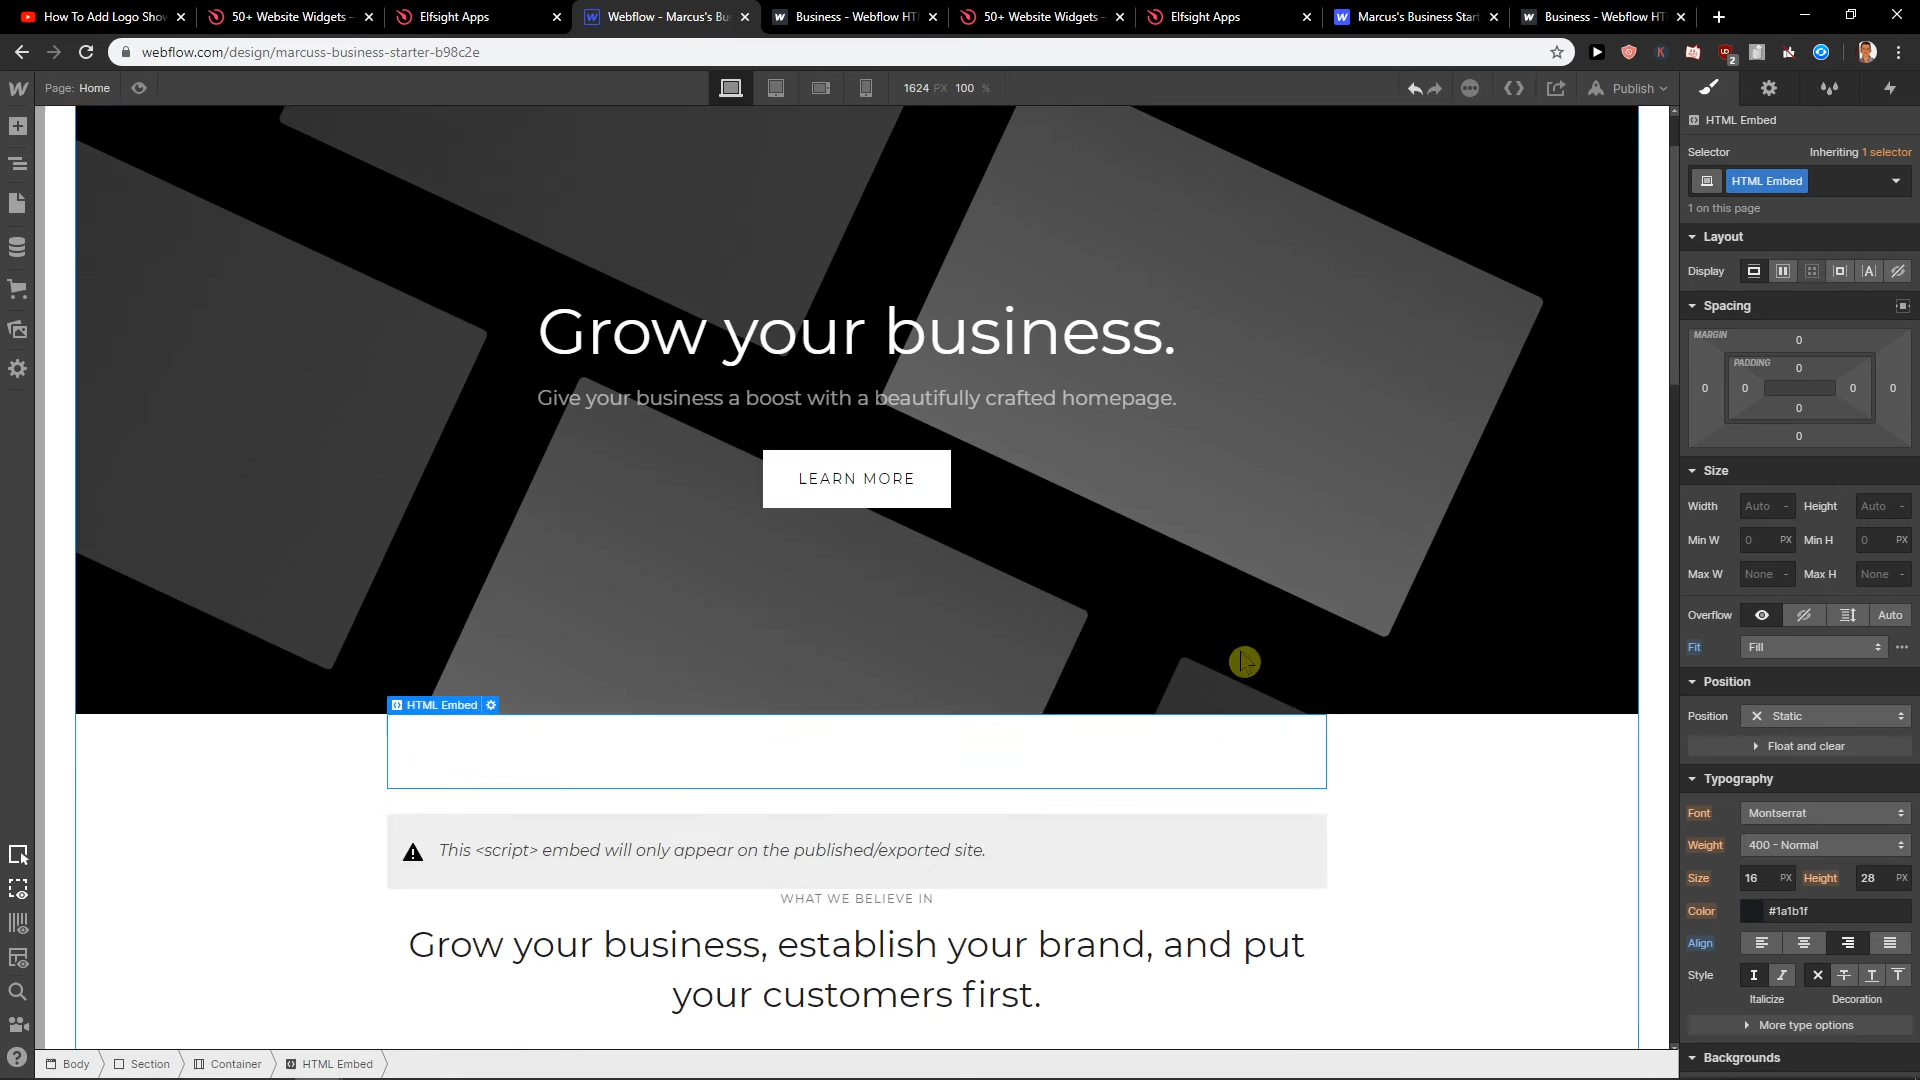 How To Add Logo Show
50+ Website Widgets –
Elfsight Apps
Webflow - Marcus's Bu
Business - Webflow HT
50+ Website Widgets –
Elfsight Apps
Marcus's Business Start
Business - Webflow HT
webflow.com/design/marcuss-business-starter-b98c2e
2
Page: Home
1624 PX 100 %
Publish
HTML Embed
Selector
Inheriting 1 selector
HTML Embed
1 on this page
Layout
Display
Spacing
MARGIN
0
PADDING
0
0 0 0 0
0
0
Size
Width Auto - Height Auto -
Min W 0 PX Min H 0 PX
Max W None - Max H None -
Overflow Auto
Fit Fill
Position
Position Static
Float and clear
Typography
Font Montserrat
Weight 400 - Normal
Size 16 PX Height 28 PX
Color #1a1b1f
Align
Style
Italicize Decoration
More type options
Backgrounds
Grow your business.
Give your business a boost with a beautifully crafted homepage.
LEARN MORE
HTML Embed
This <script> embed will only appear on the published/exported site.
WHAT WE BELIEVE IN
Grow your business, establish your brand, and put
your customers first.
Body Section Container HTML Embed